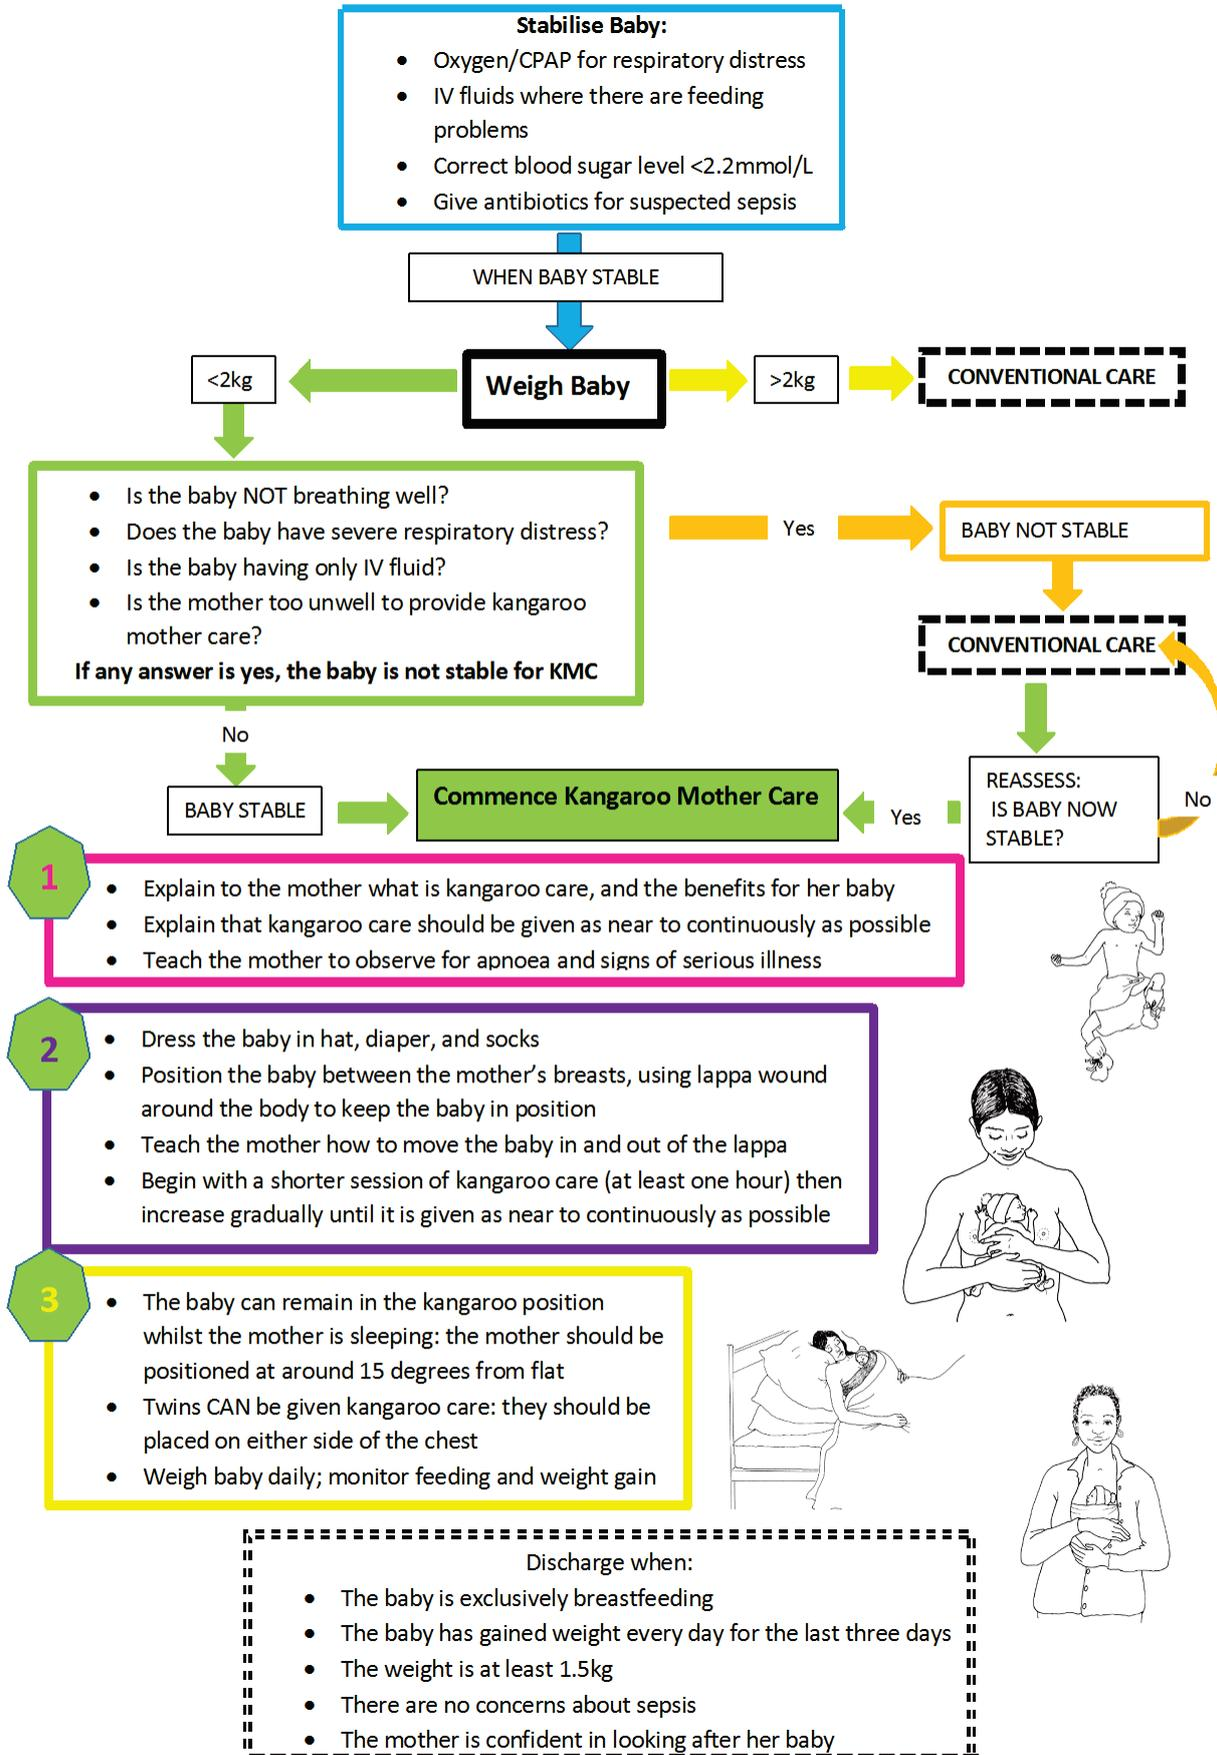 Stabilise Baby:
• Oxygen/CPAP for respiratory distress
• IV fluids where there are feeding
problems
• Correct blood sugar level <2.2mmol/L
• Give antibiotics for suspected sepsis
WHEN BABY STABLE
<2kg
Weigh Baby
>2kg
CONVENTIONAL CARE
• Is the baby NOT breathing well?
• Does the baby have severe respiratory distress?
• Is the baby having only IV fluid?
• Is the mother too unwell to provide kangaroo
mother care?
If any answer is yes, the baby is not stable for KMC
Yes
BABY NOT STABLE
CONVENTIONAL CARE
No
BABY STABLE
Commence Kangaroo Mother Care
Yes
REASSESS:
IS BABY NOW
STABLE?
No
1
• Explain to the mother what is kangaroo care, and the benefits for her baby
• Explain that kangaroo care should be given as near to continuously as possible
• Teach the mother to observe for apnoea and signs of serious illness
2
• Dress the baby in hat, diaper, and socks
• Position the baby between the mother’s breasts, using lappa wound
around the body to keep the baby in position
• Teach the mother how to move the baby in and out of the lappa
• Begin with a shorter session of kangaroo care (at least one hour) then
increase gradually until it is given as near to continuously as possible
3
• The baby can remain in the kangaroo position
whilst the mother is sleeping: the mother should be
positioned at around 15 degrees from flat
• Twins CAN be given kangaroo care: they should be
placed on either side of the chest
• Weigh baby daily; monitor feeding and weight gain
Discharge when:
• The baby is exclusively breastfeeding
• The baby has gained weight every day for the last three days
• The weight is at least 1.5kg
• There are no concerns about sepsis
• The mother is confident in looking after her baby